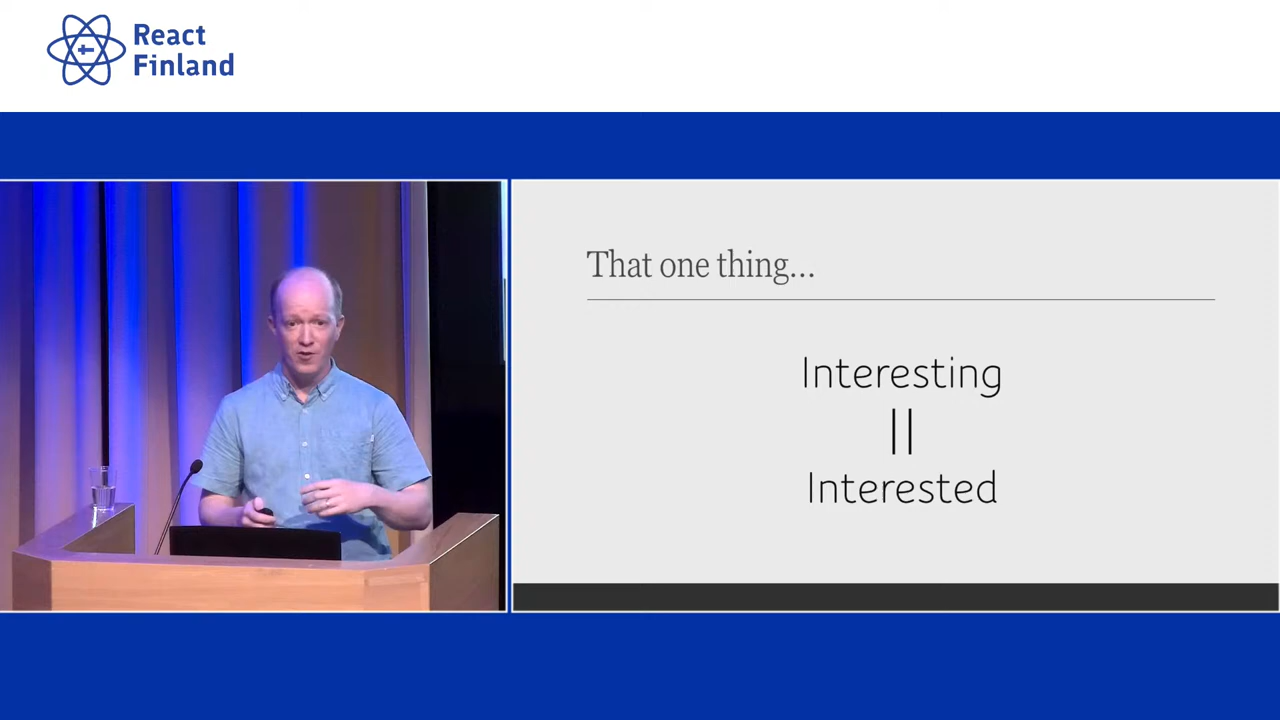 React
Finland
That one thing...
Interesting
||
Interested